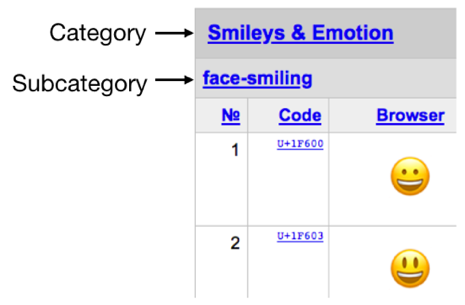 Category
Smileys & Emotion
Subcategory
face-smiling
№ Code Browser
1 U+1F600
2 U+1F603